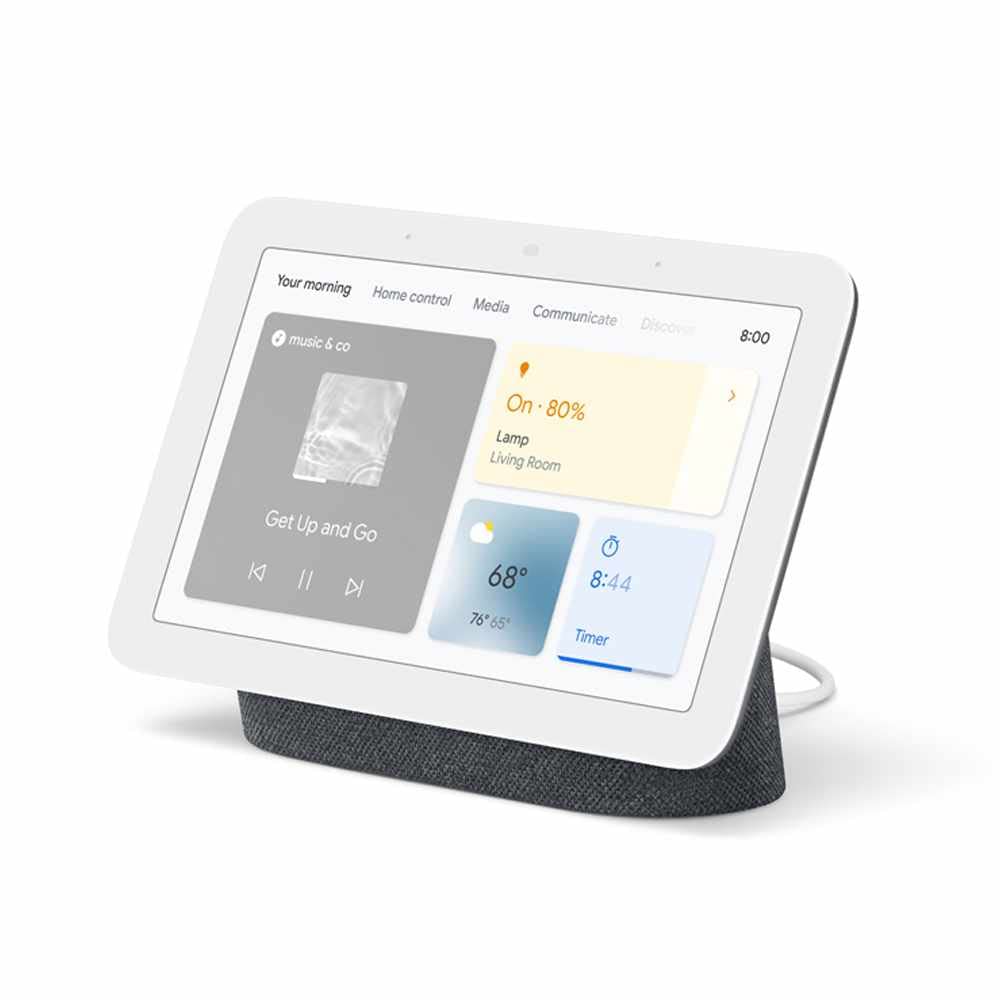 Your morning Home control Media Communicate Discover 8:00
music & co
Get Up and Go
On · 80%
Lamp
Living Room
68°
76° 65°
8:44
Timer